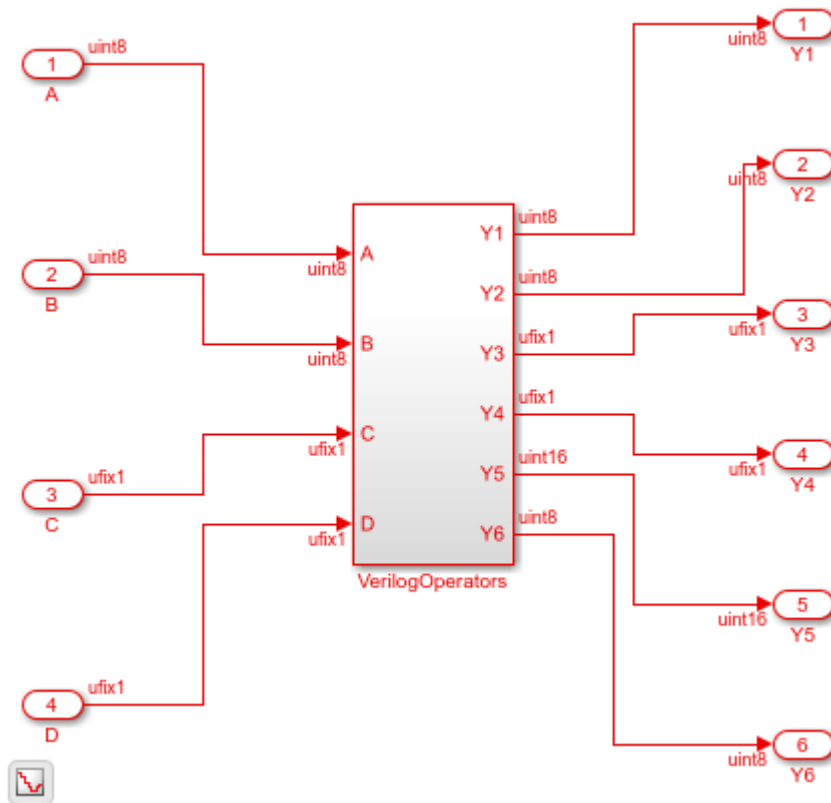 uint8
1
A
uint8
2
B
ufix1
3
C
ufix1
4
D
uint8
A
uint8
B
ufix1
C
ufix1
D
Y1
uint8
Y2
uint8
Y3
ufix1
Y4
ufix1
Y5
uint16
Y6
uint8
VerilogOperators
1
uint8
Y1
2
uint8
Y2
3
ufix1
Y3
4
ufix1
Y4
5
uint16
Y5
6
uint8
Y6